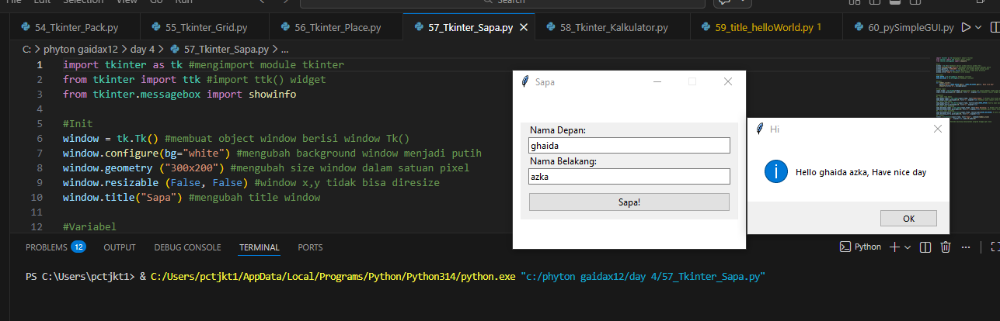 File Edit Selection View Go Run
Search
54_Tkinter_Pack.py
55_Tkinter_Grid.py
56_Tkinter_Place.py
57_Tkinter_Sapa.py
58_Tkinter_Kalkulator.py
59_title_helloWorld.py 1
60_pySimpleGUI.py
C: > phyton gaidax12 > day 4 > 57_Tkinter_Sapa.py > ...
1 import tkinter as tk #mengimport module tkinter
2 from tkinter import ttk #import ttk() widget
3 from tkinter.messagebox import showinfo
4
5 #Init
6 window = tk.Tk() #membuat object window berisi window Tk()
7 window.configure(bg="white") #mengubah background window menjadi putih
8 window.geometry ("300x200") #mengubah size window dalam satuan pixel
9 window.resizable (False, False) #window x,y tidak bisa diresize
10 window.title("Sapa") #mengubah title window
11
12 #Variabel
Sapa
Nama Depan:
ghaida
Nama Belakang:
azka
Sapa!
Hi
Hello ghaida azka, Have nice day
OK
PROBLEMS 12
OUTPUT
DEBUG CONSOLE
TERMINAL
PORTS
Python
PS C:\Users\pctjkt1> & C:/Users/pctjkt1/AppData/Local/Programs/Python/Python314/python.exe "c:/phyton gaidax12/day 4/57_Tkinter_Sapa.py"